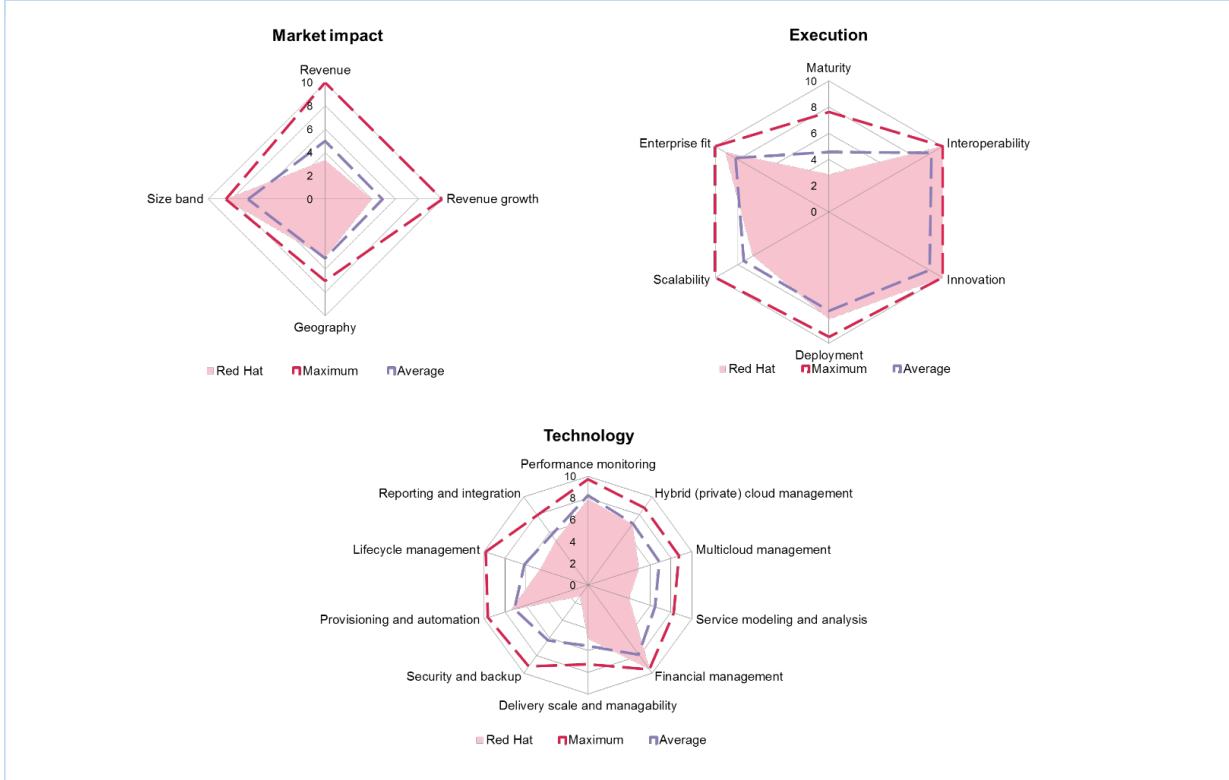 Market impact
Revenue
10
8
6
4
2
0
Size band
Revenue growth
Geography
Red Hat Maximum Average
Execution
Maturity
10
8
6
4
2
0
Enterprise fit
Interoperability
Scalability
Innovation
Deployment
Red Hat Maximum Average
Technology
Performance monitoring
10
8
6
4
2
0
Reporting and integration
Hybrid (private) cloud management
Lifecycle management
Multicloud management
Provisioning and automation
Service modeling and analysis
Security and backup
Financial management
Delivery scale and managability
Red Hat Maximum Average